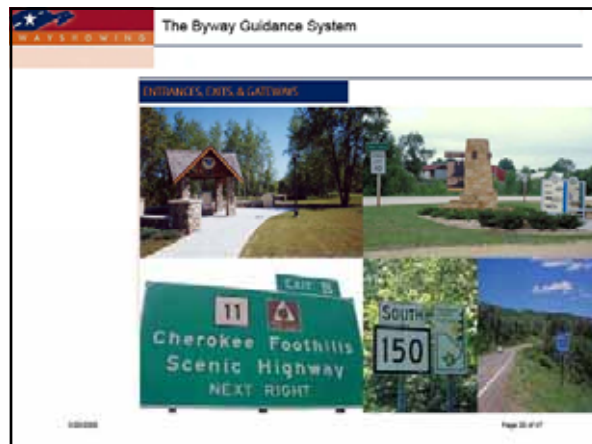 The Byway Guidance System
WAYSHOWING
ENTRANCES, EXITS, & GATEWAYS
EXIT B
11
Cherokee Foothills
Scenic Highway
NEXT RIGHT
SOUTH
150